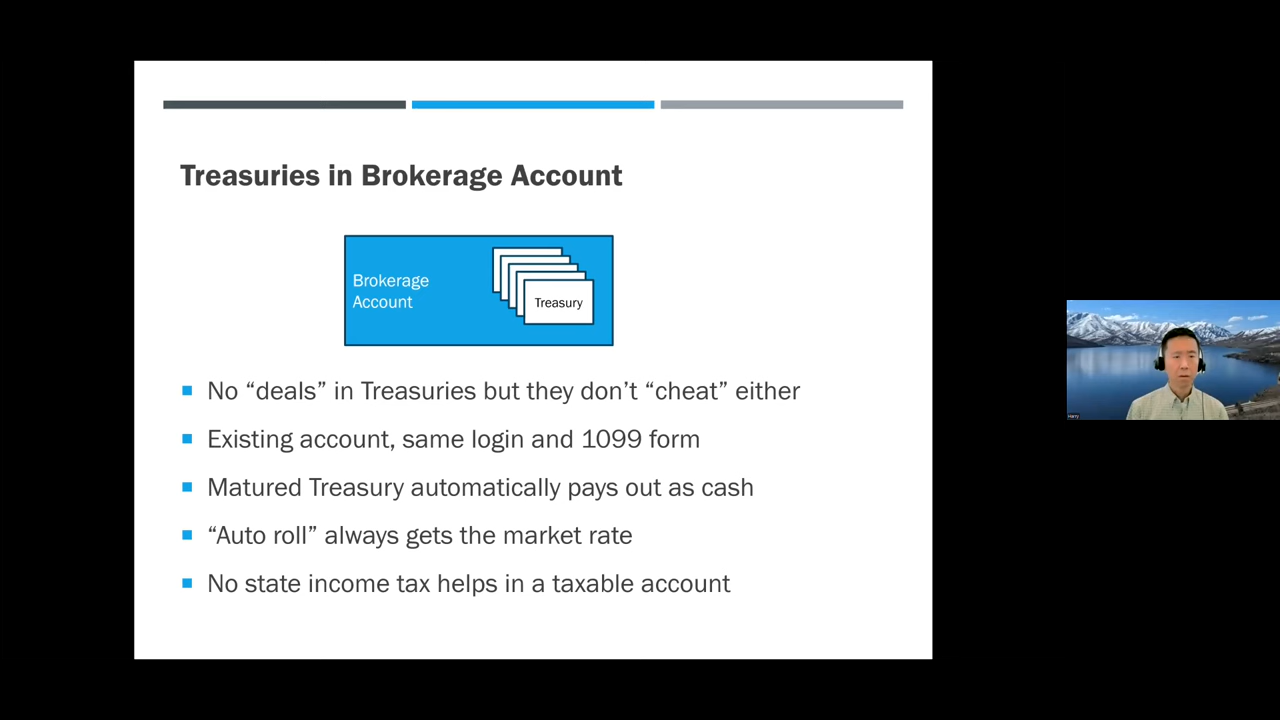 Treasuries in Brokerage Account
Brokerage
Account
Treasury
No “deals” in Treasuries but they don’t “cheat” either
Existing account, same login and 1099 form
Matured Treasury automatically pays out as cash
“Auto roll” always gets the market rate
No state income tax helps in a taxable account
Harry